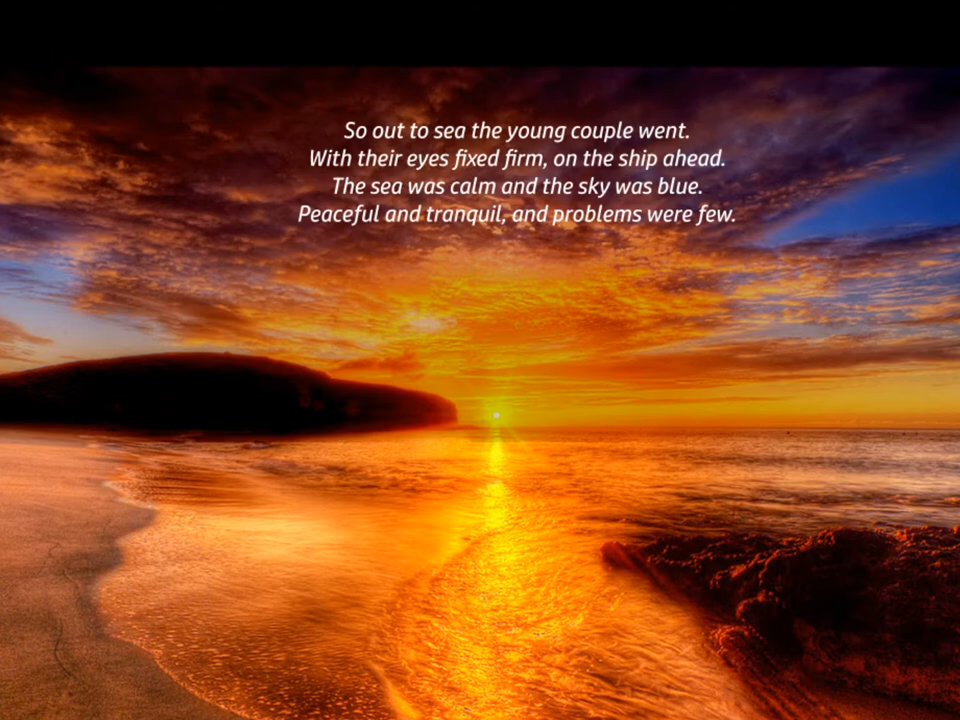 So out to sea the young couple went.
With their eyes fixed firm, on the ship ahead.
The sea was calm and the sky was blue.
Peaceful and tranquil, and problems were few.